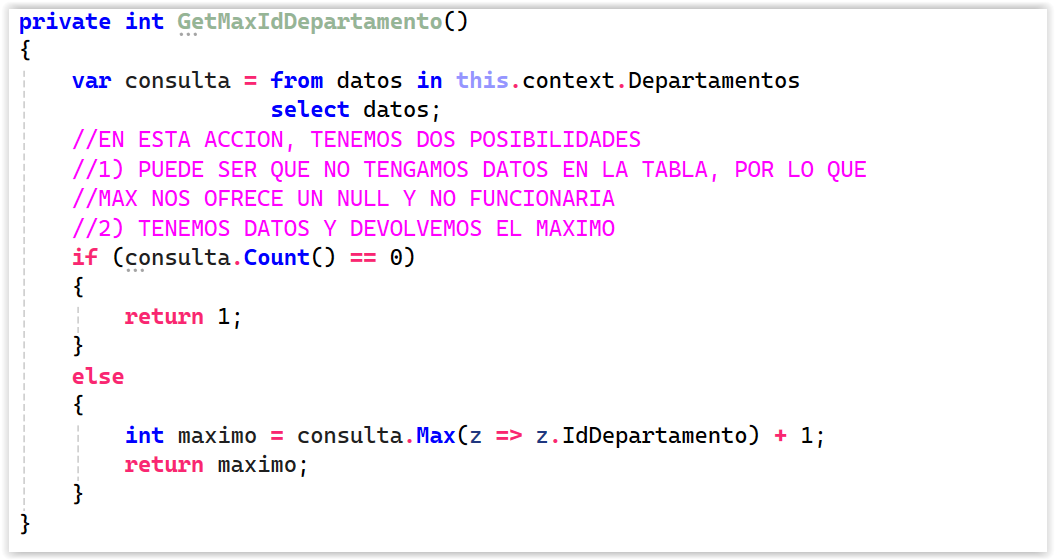 private int GetMaxIdDepartamento()
{
    var consulta = from datos in this.context.Departamentos
                   select datos;
    //EN ESTA ACCION, TENEMOS DOS POSIBILIDADES
    //1) PUEDE SER QUE NO TENGAMOS DATOS EN LA TABLA, POR LO QUE
    //MAX NOS OFRECE UN NULL Y NO FUNCIONARIA
    //2) TENEMOS DATOS Y DEVOLVEMOS EL MAXIMO
    if (consulta.Count() == 0)
    {
        return 1;
    }
    else
    {
        int maximo = consulta.Max(z => z.IdDepartamento) + 1;
        return maximo;
    }
}